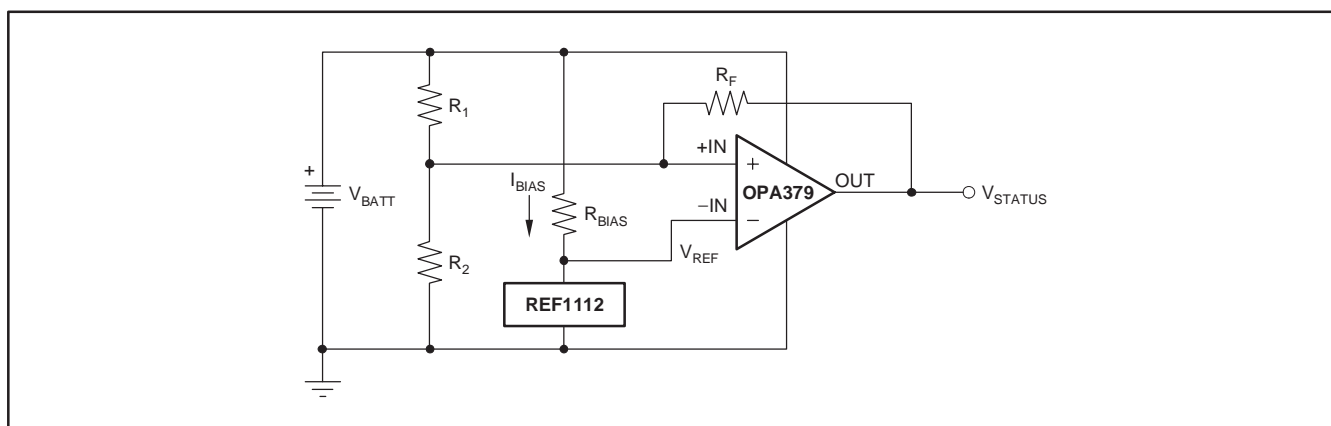 R_F
R_1
+IN
+
+
I_BIAS
OPA379
OUT
V_BATT
V_STATUS
R_BIAS
−IN
−
V_REF
R_2
REF1112